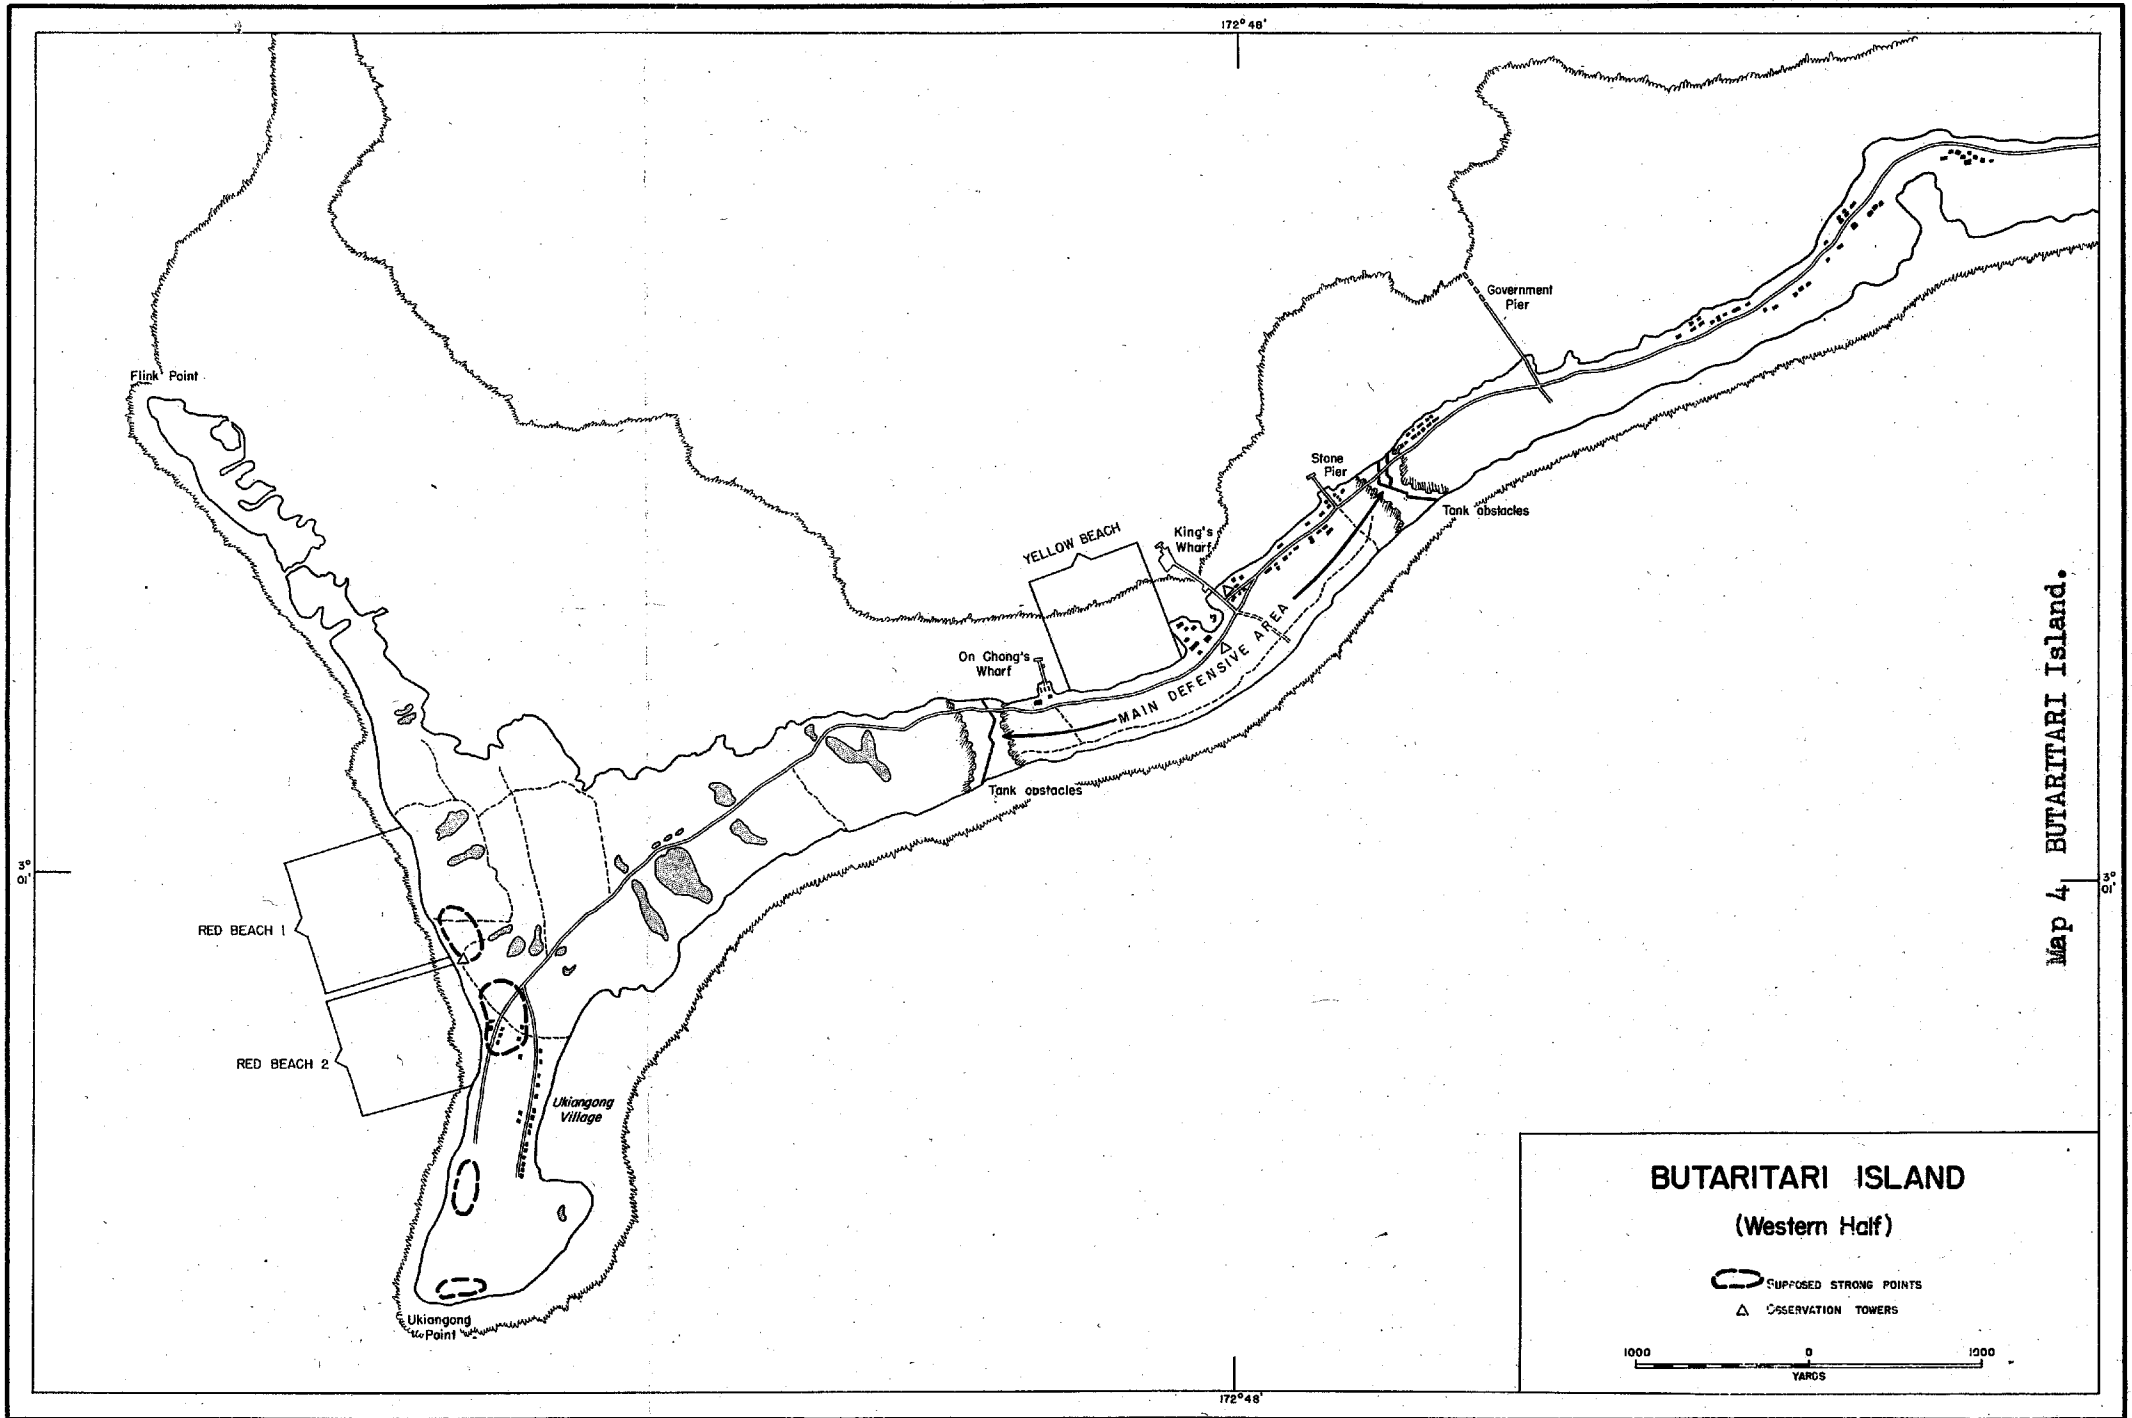 172°48'
Flink Point
Government
Pier
Stone
Pier
Tank obstacles
King's
Wharf
YELLOW BEACH
On Chong's
Wharf
MAIN DEFENSIVE AREA
Tank obstacles
3°
01'
3°
01'
RED BEACH 1
RED BEACH 2
Ukiangong
Village
Ukiangong
Point
172°48'
BUTARITARI ISLAND
(Western Half)
SUPPOSED STRONG POINTS
OBSERVATION TOWERS
1000 0 1000
YARDS
Map 4 BUTARITARI Island.